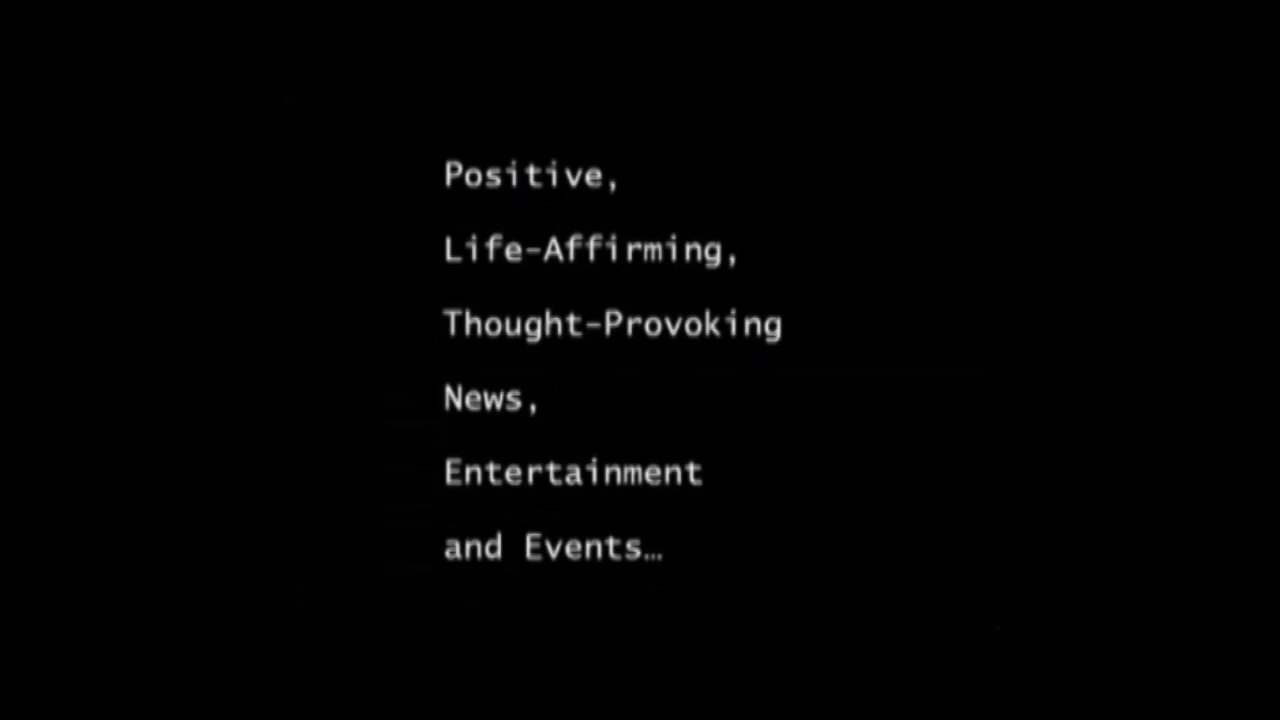 Positive,
Life-Affirming,
Thought-Provoking
News,
Entertainment
and Events…